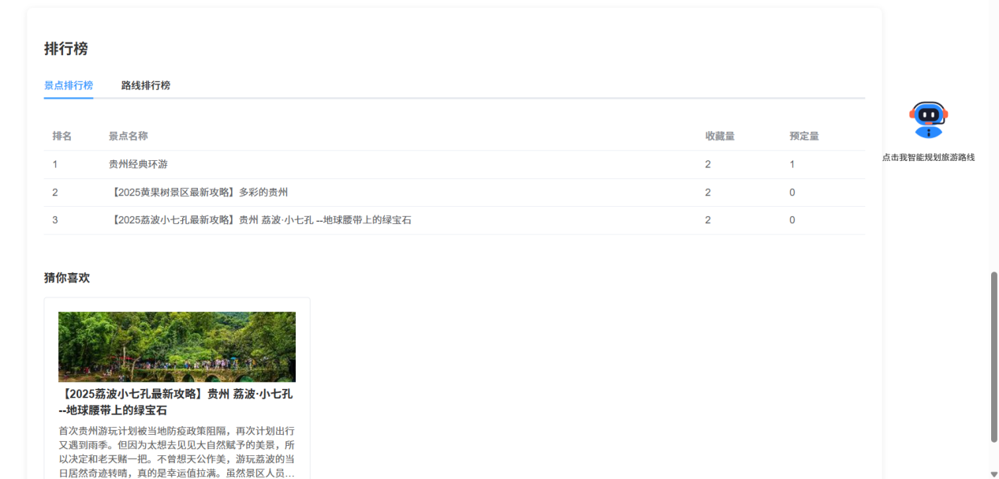 排行榜
景点排行榜 路线排行榜
排名 景点名称 收藏量 预定量
1 贵州经典环游 2 1
2 【2025黄果树景区最新攻略】多彩的贵州 2 0
3 【2025荔波小七孔最新攻略】贵州 荔波·小七孔 --地球腰带上的绿宝石 2 0
点击我智能规划旅游路线
猜你喜欢
【2025荔波小七孔最新攻略】贵州 荔波·小七孔
--地球腰带上的绿宝石
首次贵州游玩计划被当地防疫政策阻隔，再次计划出行
又遇到雨季。但因为太想去见见大自然赋予的美景，所
以决定和老天赌一把。不曾想天公作美，游玩荔波的当
日居然奇迹转晴，真的是幸运值拉满。虽然景区人员…